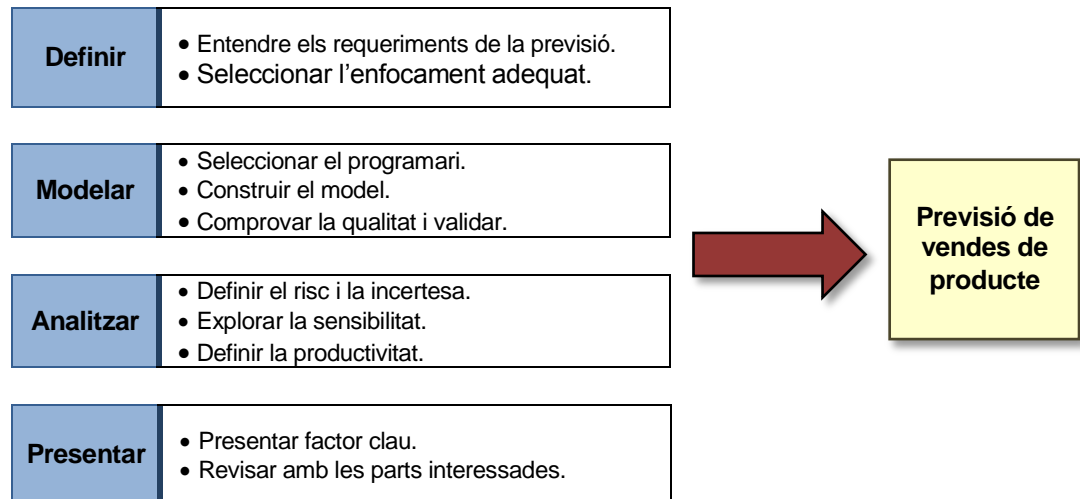 Definir
• Entendre els requeriments de la previsió.
• Seleccionar l’enfocament adequat.
Modelar
• Seleccionar el programari.
• Construir el model.
• Comprovar la qualitat i validar.
Analitzar
• Definir el risc i la incertesa.
• Explorar la sensibilitat.
• Definir la productivitat.
Presentar
• Presentar factor clau.
• Revisar amb les parts interessades.
Previsió de
vendes de
producte